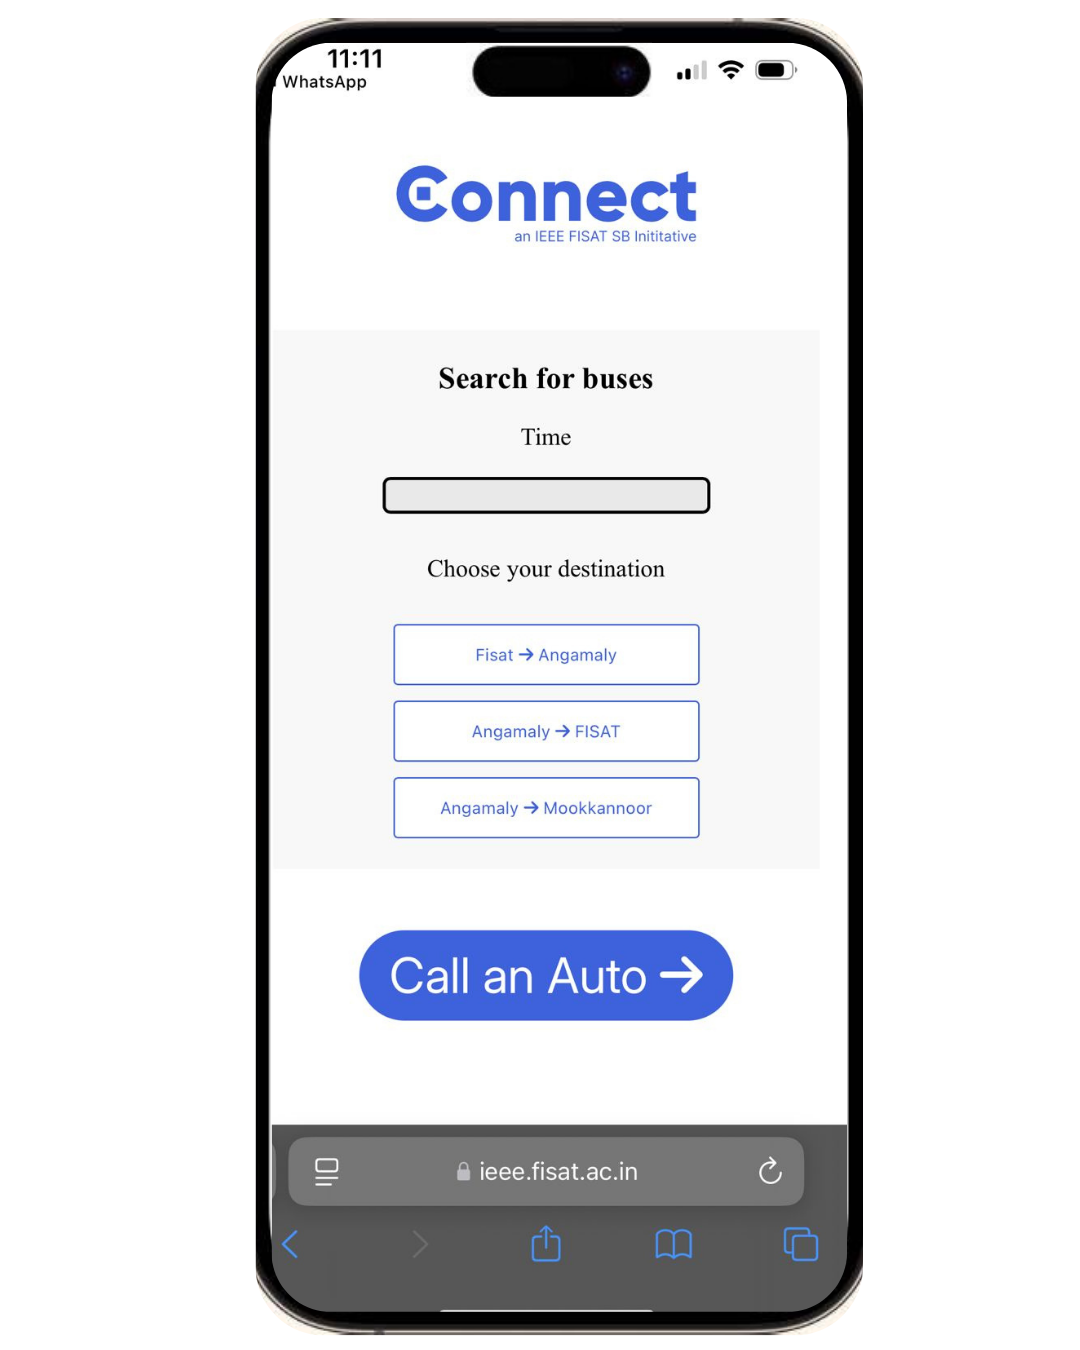 11:11
WhatsApp
Connect
an IEEE FISAT SB Inititative
Search for buses
Time
Choose your destination
Fisat → Angamaly
Angamaly → FISAT
Angamaly → Mookkannoor
Call an Auto →
ieee.fisat.ac.in